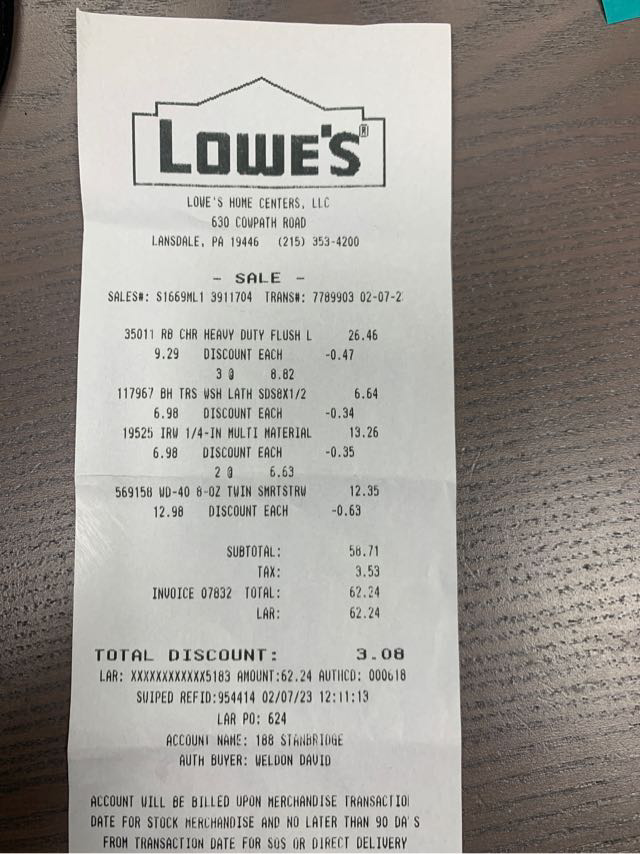 LOWE'S®
LOWE'S HOME CENTERS, LLC
630 COWPATH ROAD
LANSDALE, PA 19446 (215) 353-4200
- SALE -
SALES#: S1669ML1 3911704 TRANS#: 7789903 02-07-2
35011 RB CHR HEAVY DUTY FLUSH L 26.46
9.29 DISCOUNT EACH -0.47
3 @ 8.82
117967 BH TRS WSH LATH SDS8X1/2 6.64
6.98 DISCOUNT EACH -0.34
19525 IRW 1/4-IN MULTI MATERIAL 13.26
6.98 DISCOUNT EACH -0.35
2 @ 6.63
569158 WD-40 8-OZ TWIN SMRTSTRW 12.35
12.98 DISCOUNT EACH -0.63
SUBTOTAL: 58.71
TAX: 3.53
INVOICE 07832 TOTAL: 62.24
LAR: 62.24
TOTAL DISCOUNT: 3.08
LAR: XXXXXXXXXXXX5183 AMOUNT:62.24 AUTHCD: 000618
SWIPED REFID:954414 02/07/23 12:11:13
LAR PO: 624
ACCOUNT NAME: 188 STANBRIDGE
AUTH BUYER: WELDON DAVID
ACCOUNT WILL BE BILLED UPON MERCHANDISE TRANSACTIO
DATE FOR STOCK MERCHANDISE AND NO LATER THAN 90 DA S
FROM TRANSACTION DATE FOR SOS OR DIRECT DELIVERY